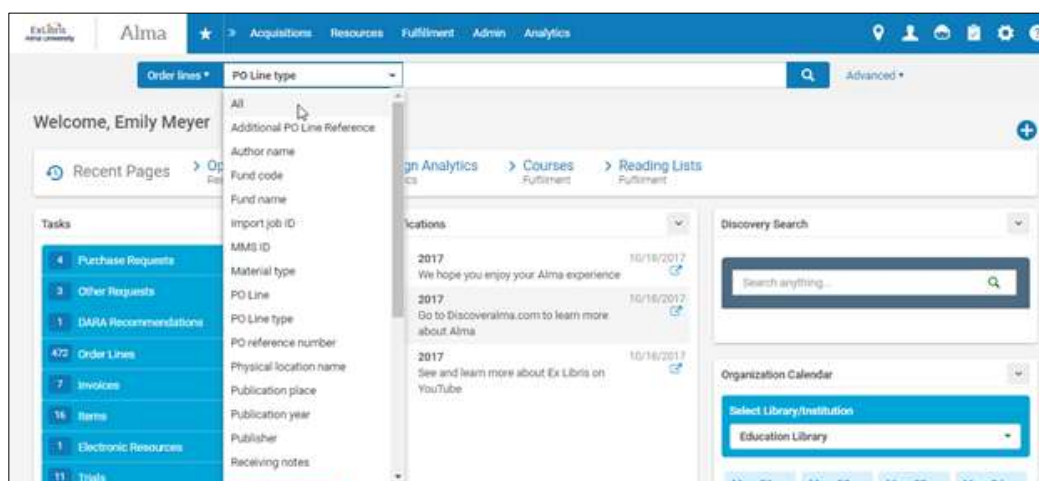 ExLibris
Alma University
Alma
Acquisitions Resources Fulfillment Admin Analytics
Order lines
PO Line type
Advanced
All
Additional PO Line Reference
Author name
Fund code
Fund name
Import job ID
MMS ID
Material type
PO Line
PO Line type
PO reference number
Physical location name
Publication place
Publication year
Publisher
Receiving notes
Welcome, Emily Meyer
Recent Pages
> Op
gn Analytics
> Courses
Fulfillment
> Reading Lists
Fulfillment
Tasks
4 Purchase Requests
3 Other Requests
1 DARA Recommendations
472 Order Lines
7 Invoices
16 Items
1 Electronic Resources
11 Trials
ications
2017 10/16/2017
We hope you enjoy your Alma experience
2017 10/16/2017
Go to Discoveralma.com to learn more
about Alma
2017 10/16/2017
See and learn more about Ex Libris on
YouTube
Discovery Search
Search anything...
Organization Calendar
Select Library/Institution
Education Library